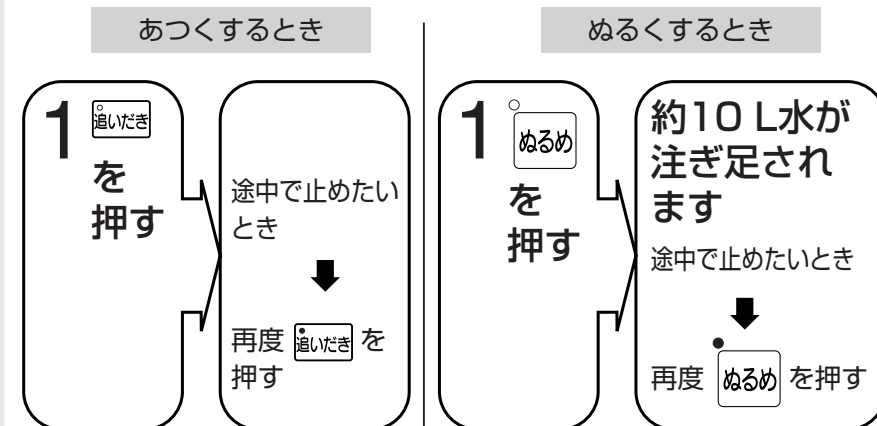 あつくするとき
1 追いだき
を
押す
途中で止めたい
とき
再度 追いだき を
押す
ぬるくするとき
1 ぬるめ
を
押す
約10 L水が
注ぎ足され
ます
途中で止めたいとき
再度 ぬるめ を押す